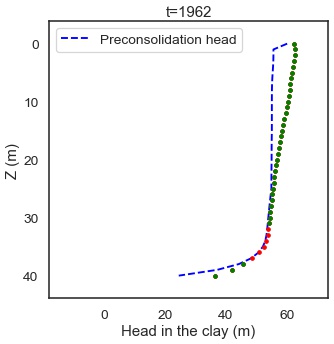 t=1962
Preconsolidation head
0
10
20
30
40
Z (m)
0 20 40 60
Head in the clay (m)